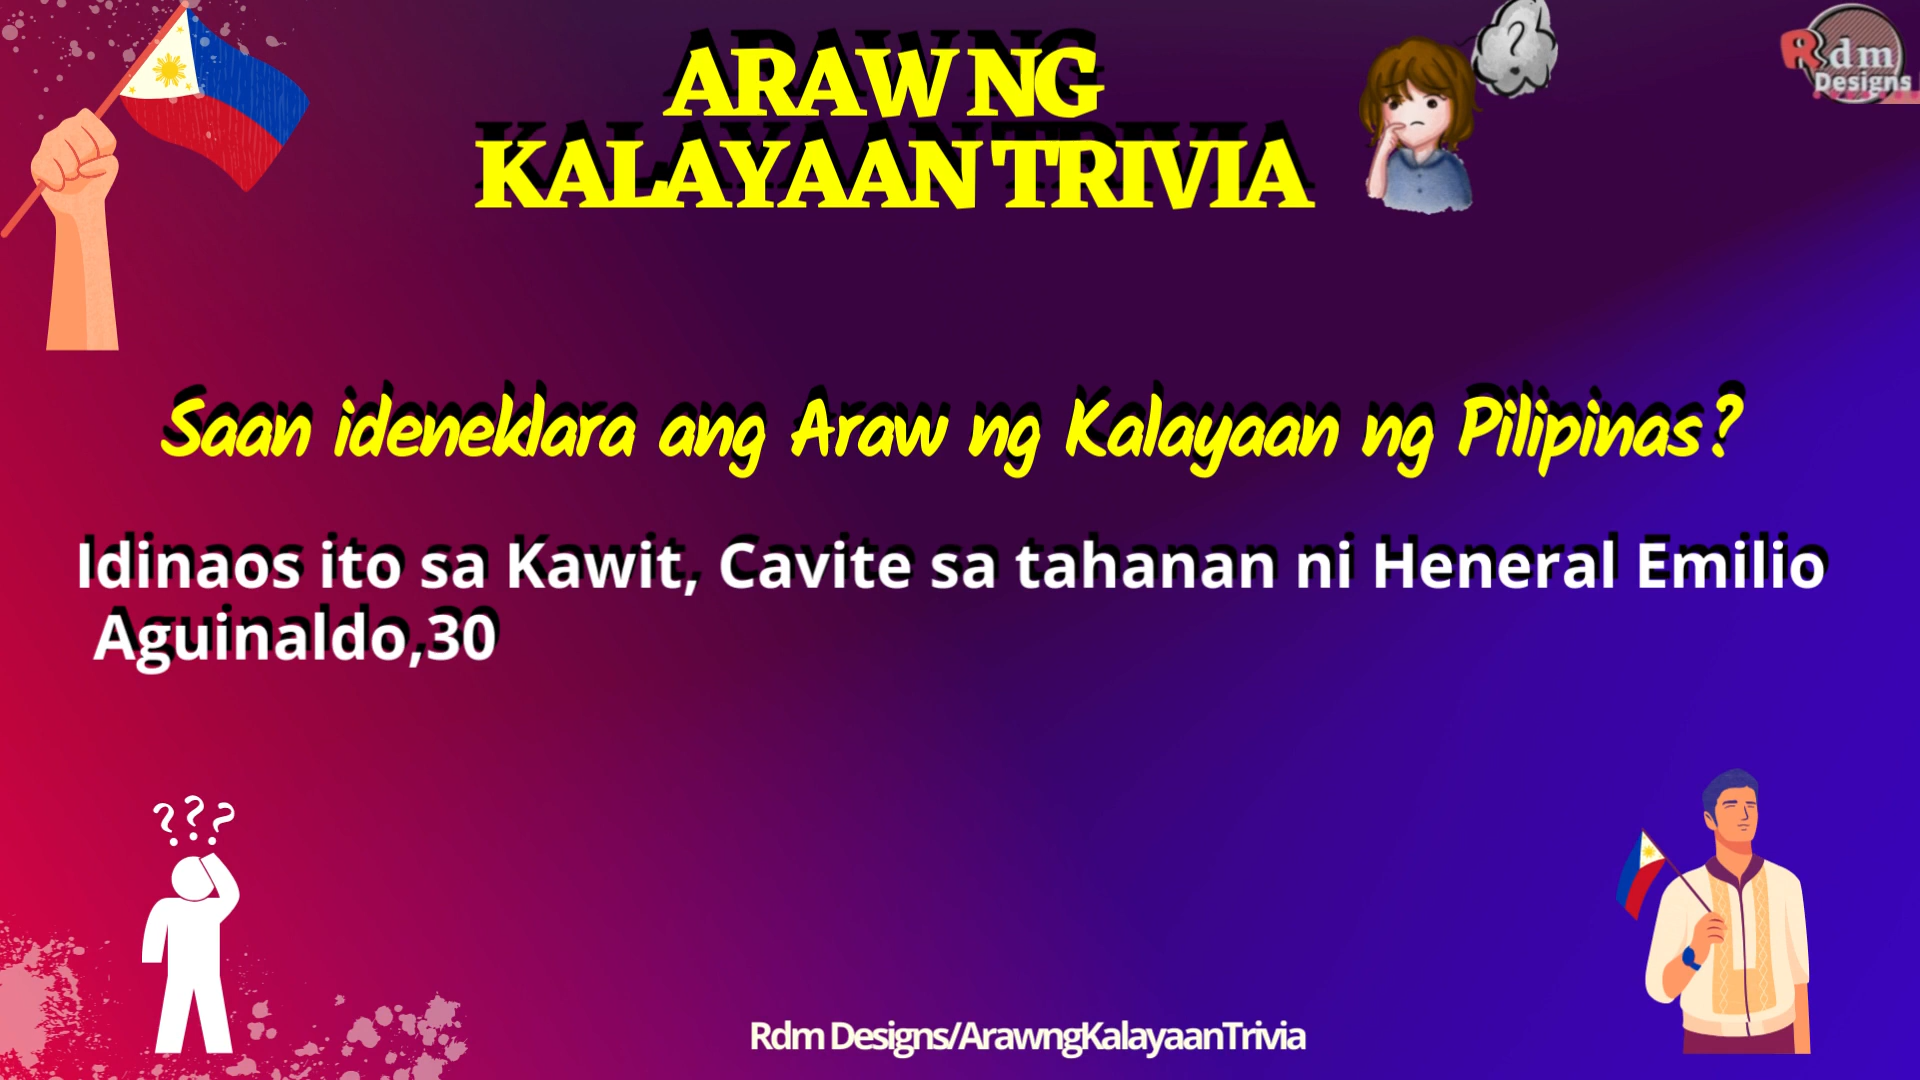 ARAW NG
KALAYAAN TRIVIA
?
Rdm
Designs
Saan ideneklara ang Araw ng Kalayaan ng Pilipinas?
Idinaos ito sa Kawit, Cavite sa tahanan ni Heneral Emilio
Aguinaldo,30
???
Rdm Designs/ArawngKalayaanTrivia